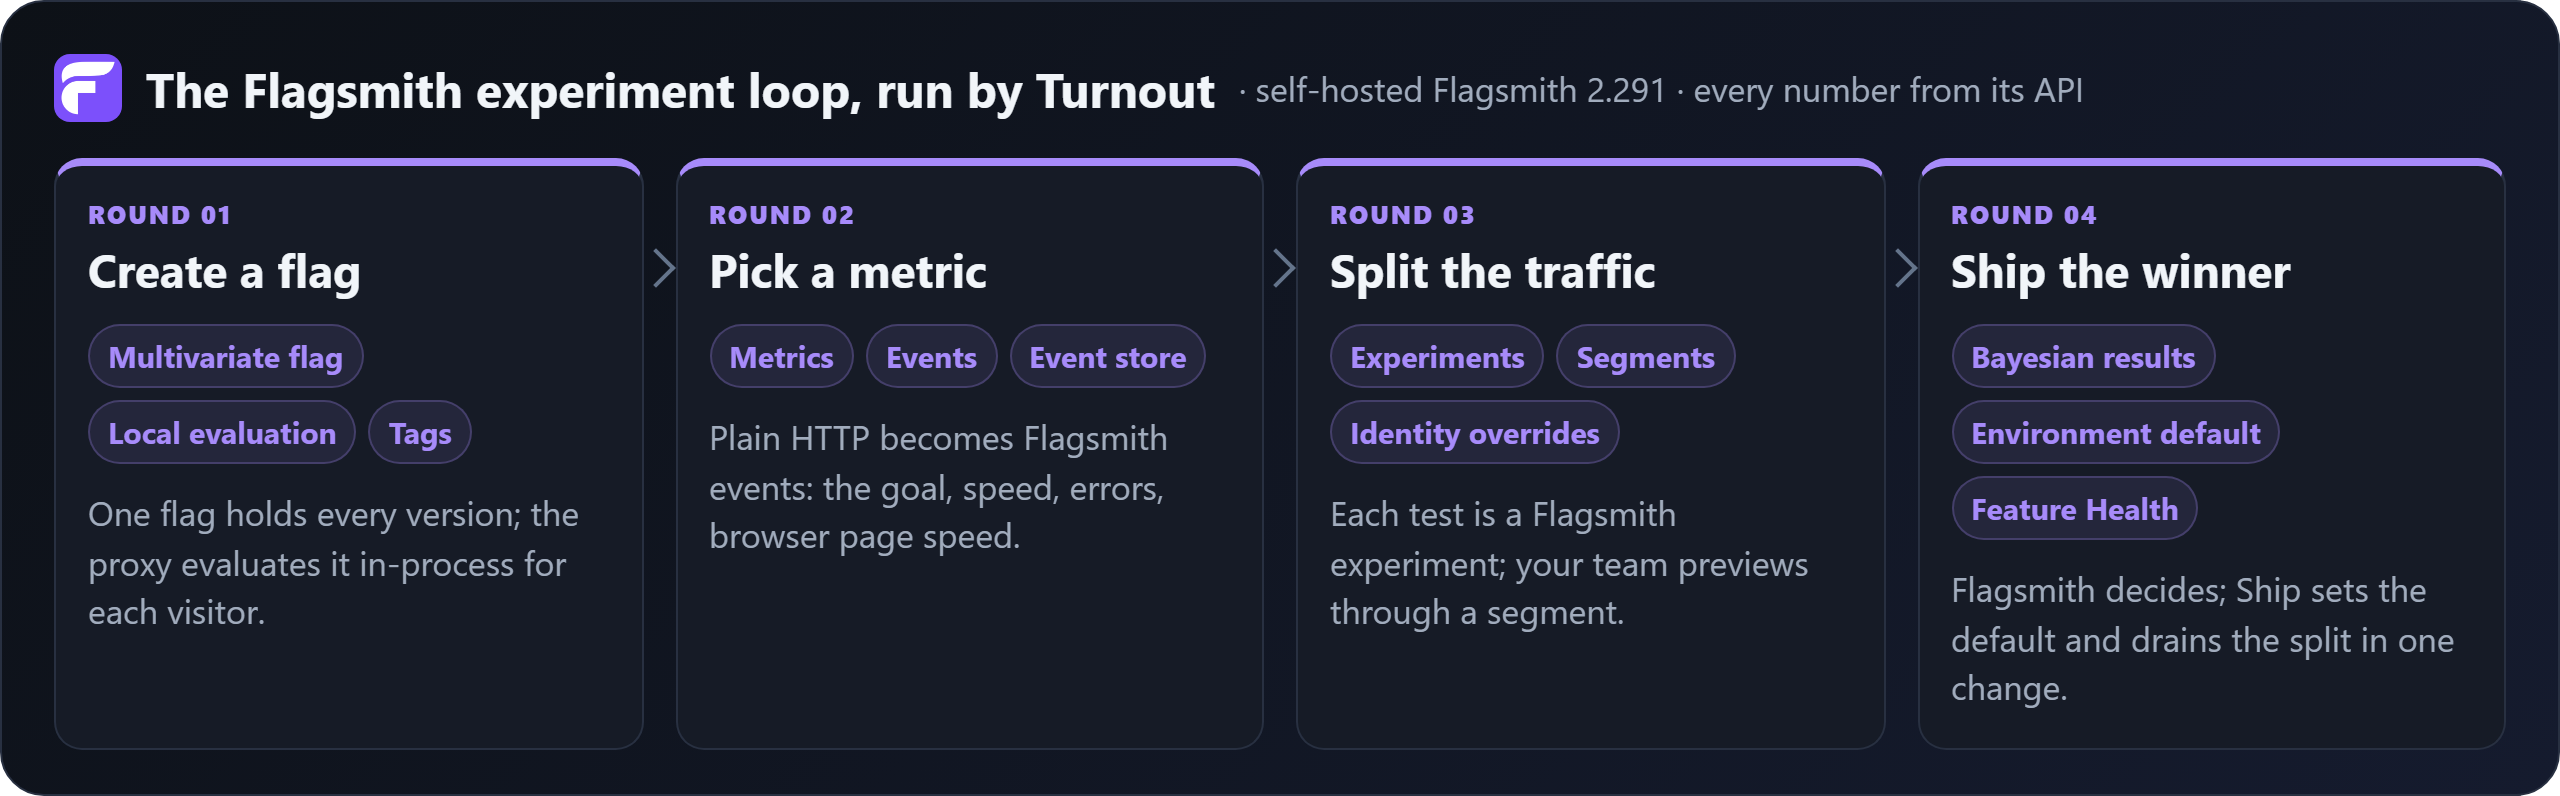 The Flagsmith experiment loop, run by Turnout · self-hosted Flagsmith 2.291 · every number from its API
ROUND 01
Create a flag
Multivariate flag
Local evaluation Tags
One flag holds every version; the
proxy evaluates it in-process for
each visitor.
ROUND 02
Pick a metric
Metrics Events Event store
Plain HTTP becomes Flagsmith
events: the goal, speed, errors,
browser page speed.
ROUND 03
Split the traffic
Experiments Segments
Identity overrides
Each test is a Flagsmith
experiment; your team previews
through a segment.
ROUND 04
Ship the winner
Bayesian results
Environment default
Feature Health
Flagsmith decides; Ship sets the
default and drains the split in one
change.